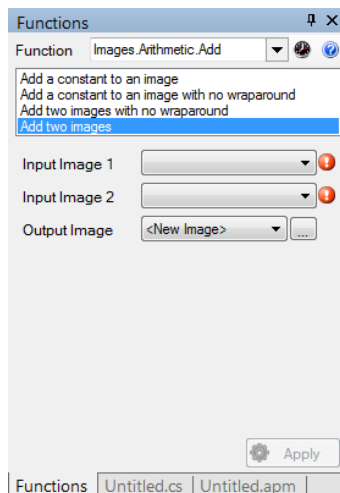 Functions
Function Images.Arithmetic.Add
Add a constant to an image
Add a constant to an image with no wraparound
Add two images with no wraparound
Add two images
Input Image 1
Input Image 2
Output Image <New Image> ...
Apply
Functions Untitled.cs Untitled.apm